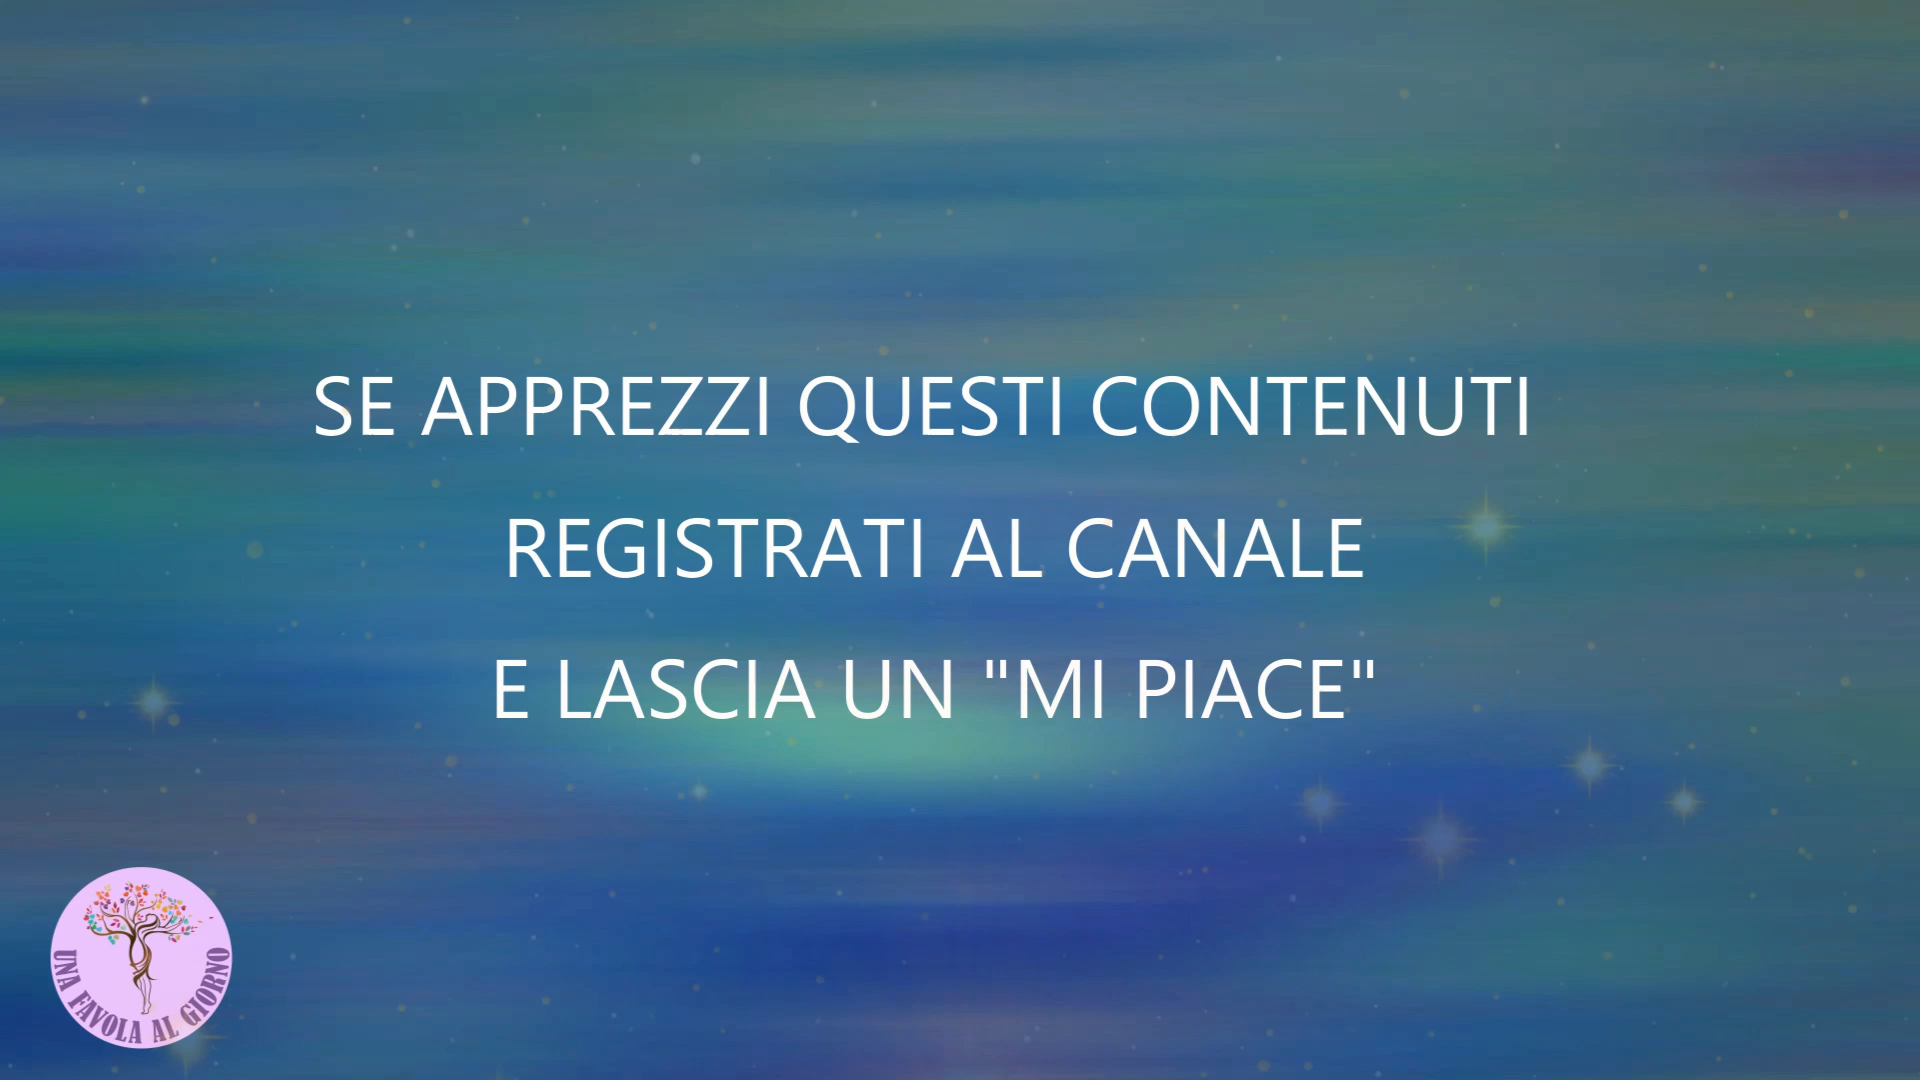 SE APPREZZI QUESTI CONTENUTI
REGISTRATI AL CANALE
E LASCIA UN "MI PIACE"
UNA FAVOLA AL GIORNO